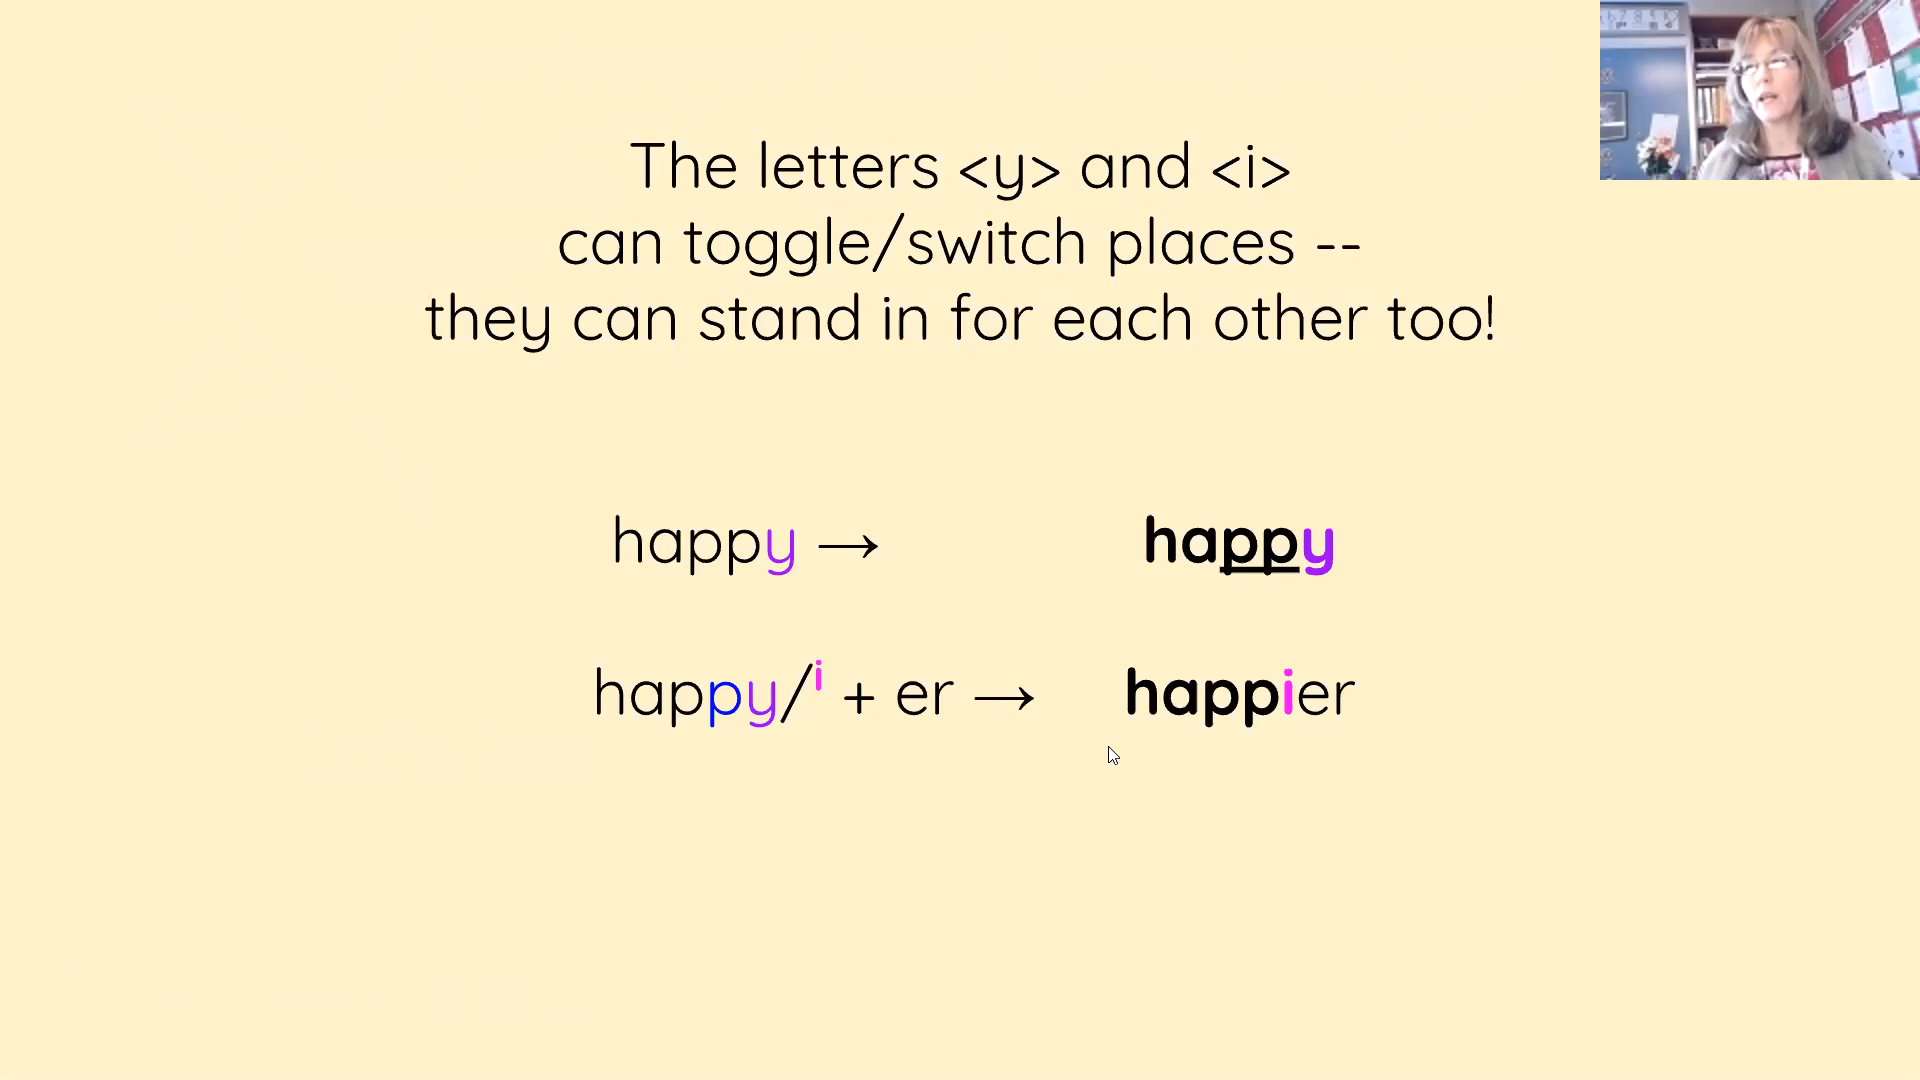 The letters <y> and <i>
can toggle/switch places --
they can stand in for each other too!
happy → happy
happy/i + er → happier